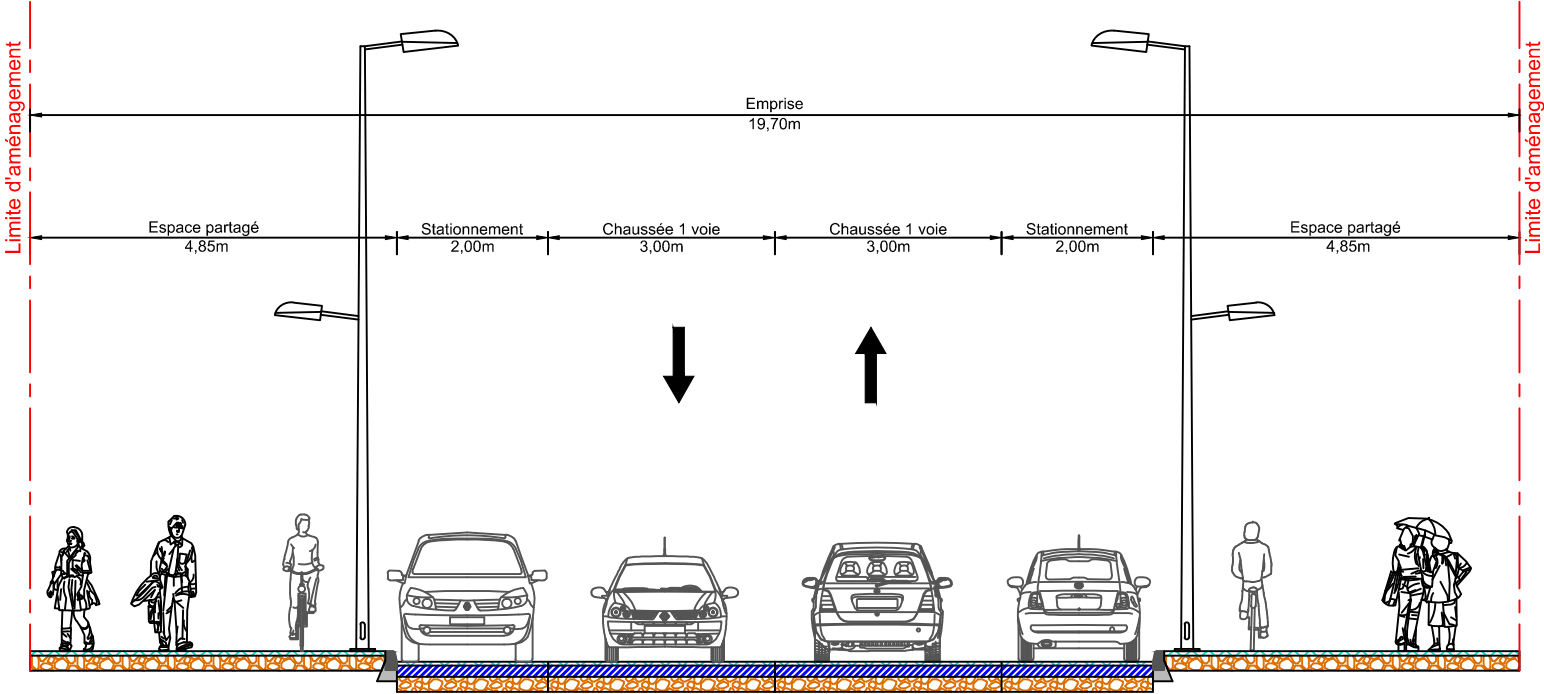 Limite d'aménagement
Emprise
19,70m
Limite d'aménagement
Espace partagé
4,85m
Stationnement
2,00m
Chaussée 1 voie
3,00m
Chaussée 1 voie
3,00m
Stationnement
2,00m
Espace partagé
4,85m